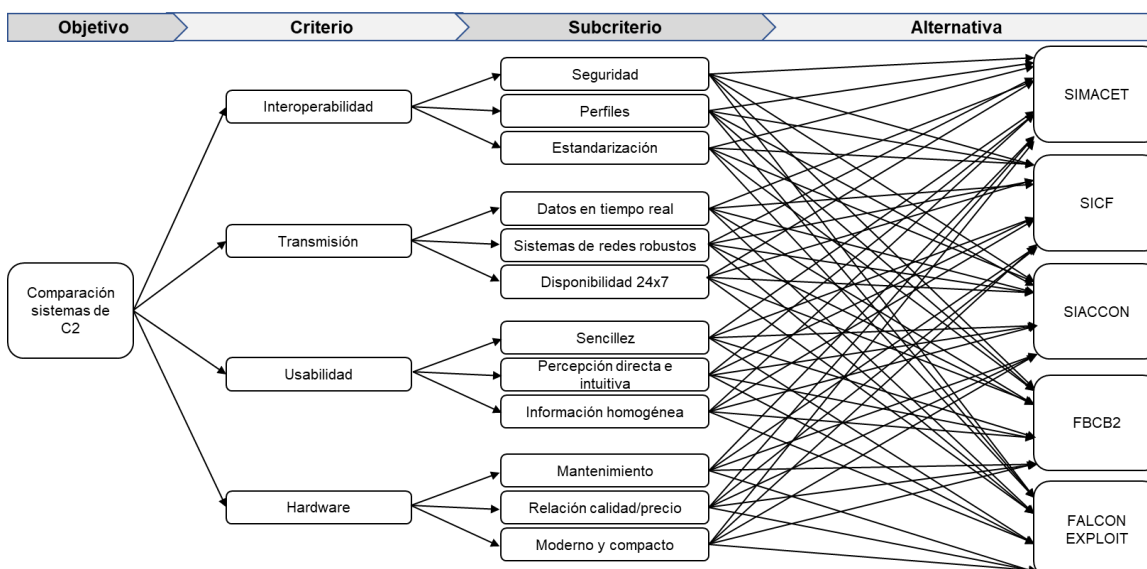 Objetivo
Criterio
Subcriterio
Alternativa
Comparación
sistemas de
C2
Interoperabilidad
Transmisión
Usabilidad
Hardware
Seguridad
Perfiles
Estandarización
Datos en tiempo real
Sistemas de redes robustos
Disponibilidad 24x7
Sencillez
Percepción directa e
intuitiva
Información homogénea
Mantenimiento
Relación calidad/precio
Moderno y compacto
SIMACET
SICF
SIACCON
FBCB2
FALCON
EXPLOIT